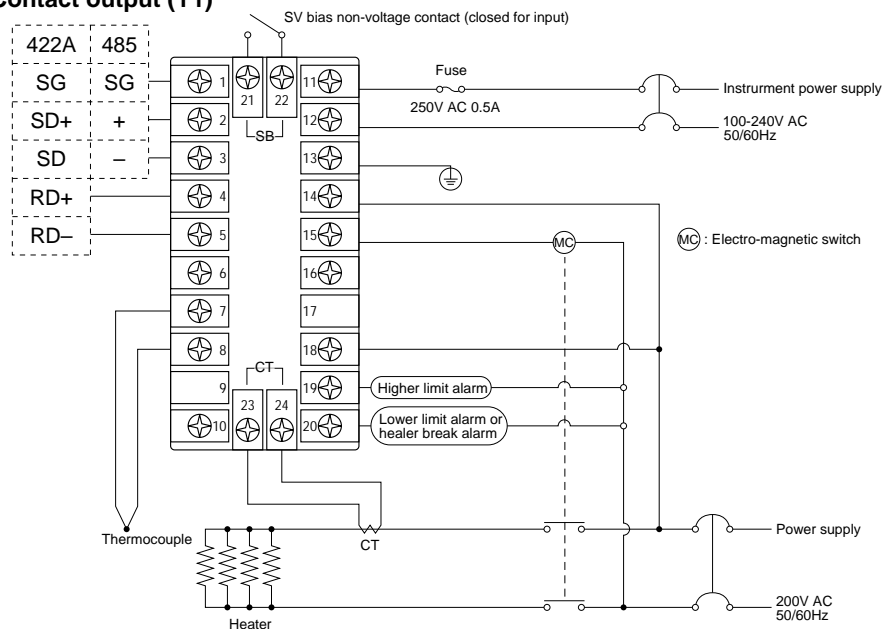 Contact output (Y1)
SV bias non-voltage contact (closed for input)
422A 485
SG SG
SD+ +
SD –
RD+
RD–
1
2
3
4
5
6
7
8
9
10
21 22
SB
CT
23 24
11
12
13
14
15
16
17
18
19
20
Fuse
250V AC 0.5A
Instrurment power supply
100-240V AC
50/60Hz
MC
MC : Electro-magnetic switch
Higher limit alarm
Lower limit alarm or
healer break alarm
Thermocouple
CT
Heater
Power supply
200V AC
50/60Hz